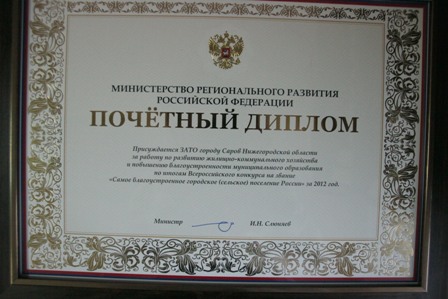 МИНИСТЕРСТВО РЕГИОНАЛЬНОГО РАЗВИТИЯ
РОССИЙСКОЙ ФЕДЕРАЦИИ
ПОЧЁТНЫЙ ДИПЛОМ
Присуждается ЗАТО городу Саров Нижегородской области
за работу по развитию жилищно-коммунального хозяйства
и повышению благоустроенности муниципального образования
по итогам Всероссийского конкурса на звание
«Самое благоустроенное городское (сельское) поселение России» за 2012 год.
Министр И.Н. Слюняев